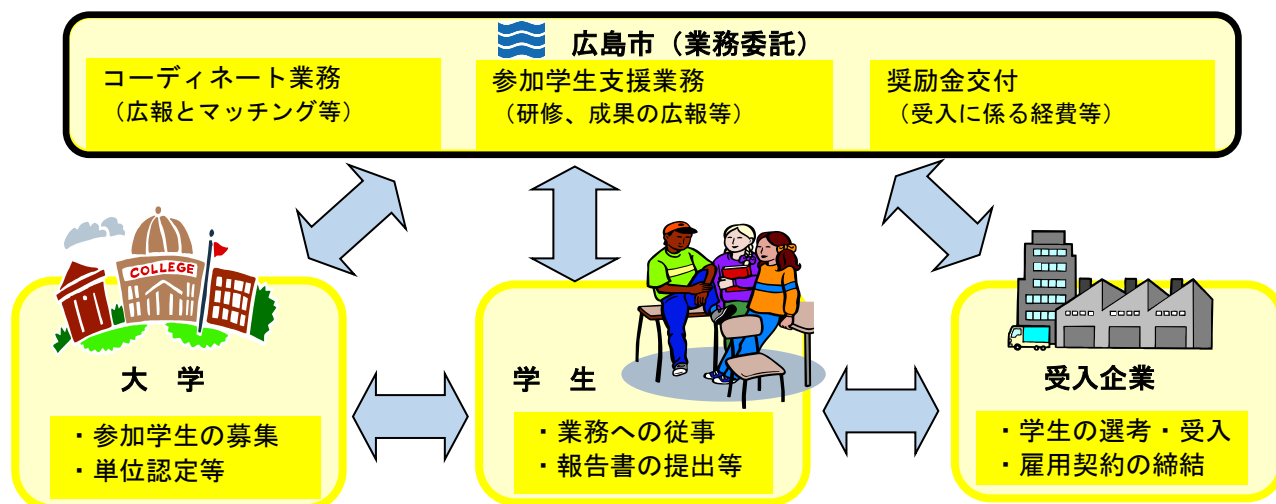 広島市（業務委託）
コーディネート業務
（広報とマッチング等）
参加学生支援業務
（研修、成果の広報等）
奨励金交付
（受入に係る経費等）
COLLEGE
大　学
・参加学生の募集
・単位認定等
学　生
・業務への従事
・報告書の提出等
受入企業
・学生の選考・受入
・雇用契約の締結